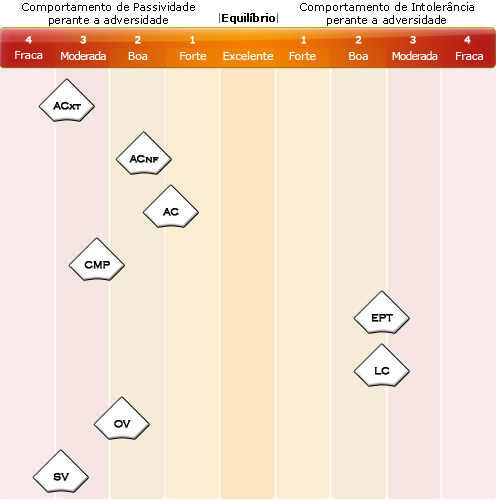 Comportamento de Passividade
perante a adversidade
|Equilíbrio|
Comportamento de Intolerância
perante a adversidade
4 3 2 1 1 2 3 4
Fraca Moderada Boa Forte Excelente Forte Boa Moderada Fraca
ACXT
ACNF
AC
CMP
EPT
LC
OV
SV